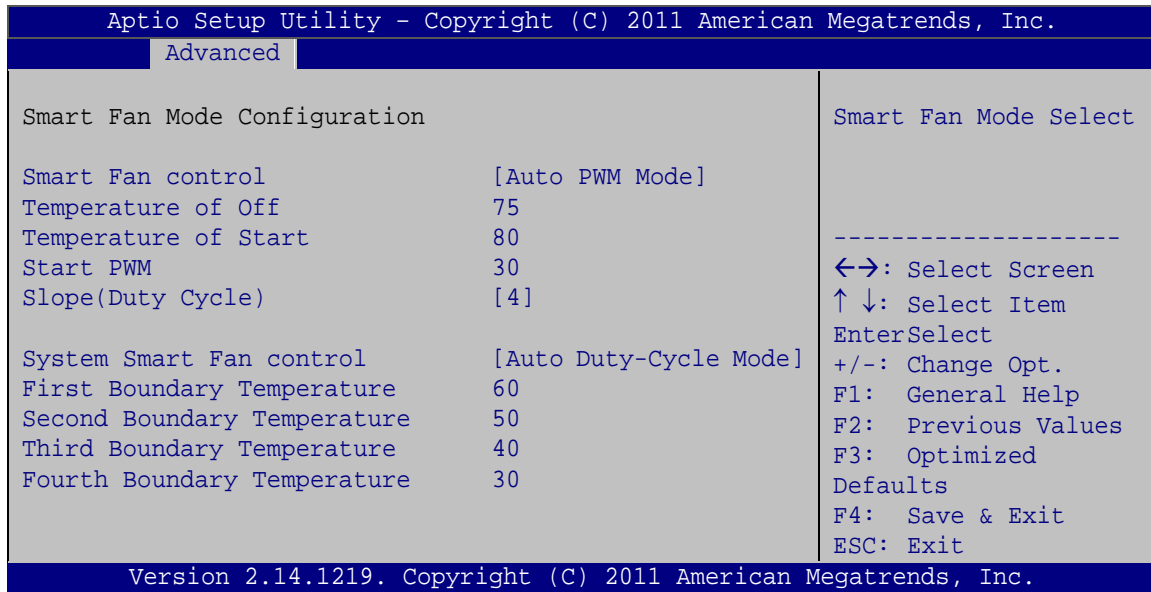 Aptio Setup Utility – Copyright (C) 2011 American Megatrends, Inc.
Advanced
Smart Fan Mode Configuration
Smart Fan control [Auto PWM Mode]
Temperature of Off 75
Temperature of Start 80
Start PWM 30
Slope(Duty Cycle) [4]
System Smart Fan control [Auto Duty-Cycle Mode]
First Boundary Temperature 60
Second Boundary Temperature 50
Third Boundary Temperature 40
Fourth Boundary Temperature 30
Smart Fan Mode Select
--------------------
←→: Select Screen
↑ ↓: Select Item
EnterSelect
+/-: Change Opt.
F1: General Help
F2: Previous Values
F3: Optimized
Defaults
F4: Save & Exit
ESC: Exit
Version 2.14.1219. Copyright (C) 2011 American Megatrends, Inc.